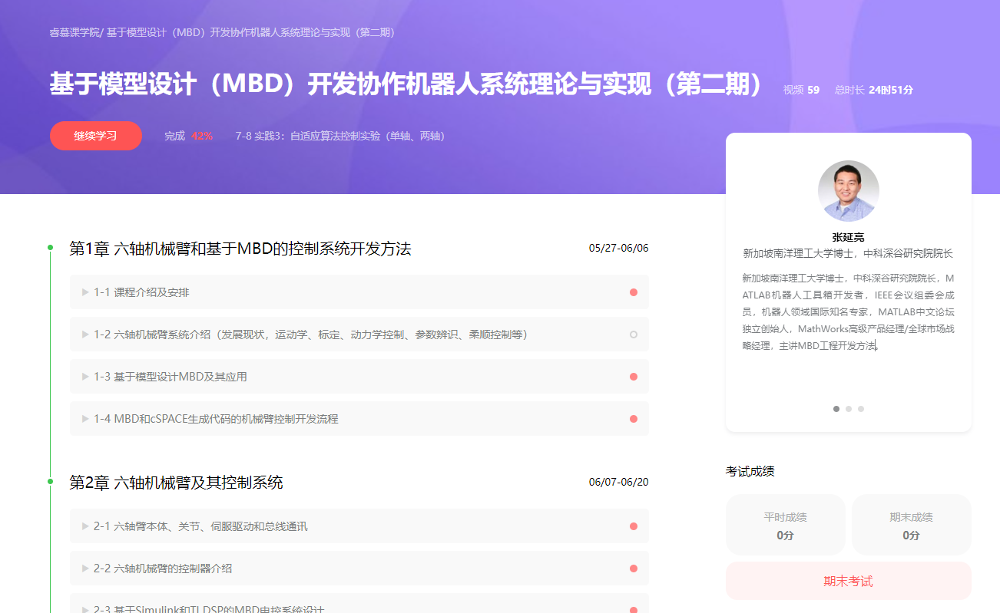 睿慕课学院/ 基于模型设计（MBD）开发协作机器人系统理论与实现（第二期）
基于模型设计（MBD）开发协作机器人系统理论与实现（第二期） 视频 59 总时长 24时51分
继续学习 完成 42% 7-8 实践3：自适应算法控制实验（单轴、两轴）
第1章 六轴机械臂和基于MBD的控制系统开发方法 05/27-06/06
1-1 课程介绍及安排
1-2 六轴机械臂系统介绍（发展现状，运动学、标定、动力学控制、参数辨识、柔顺控制等）
1-3 基于模型设计MBD及其应用
1-4 MBD和cSPACE生成代码的机械臂控制开发流程
第2章 六轴机械臂及其控制系统 06/07-06/20
2-1 六轴臂本体、关节、伺服驱动和总线通讯
2-2 六轴机械臂的控制器介绍
2-3 基于Simulink和TI DSP的MBD电控系统设计
张延亮
新加坡南洋理工大学博士，中科深谷研究院院长
新加坡南洋理工大学博士，中科深谷研究院院长，M
ATLAB机器人工具箱开发者，IEEE会议组委会成
员，机器人领域国际知名专家，MATLAB中文论坛
独立创始人，MathWorks高级产品经理/全球市场战
略经理，主讲MBD工程开发方法。
考试成绩
平时成绩 期末成绩
0分 0分
期末考试